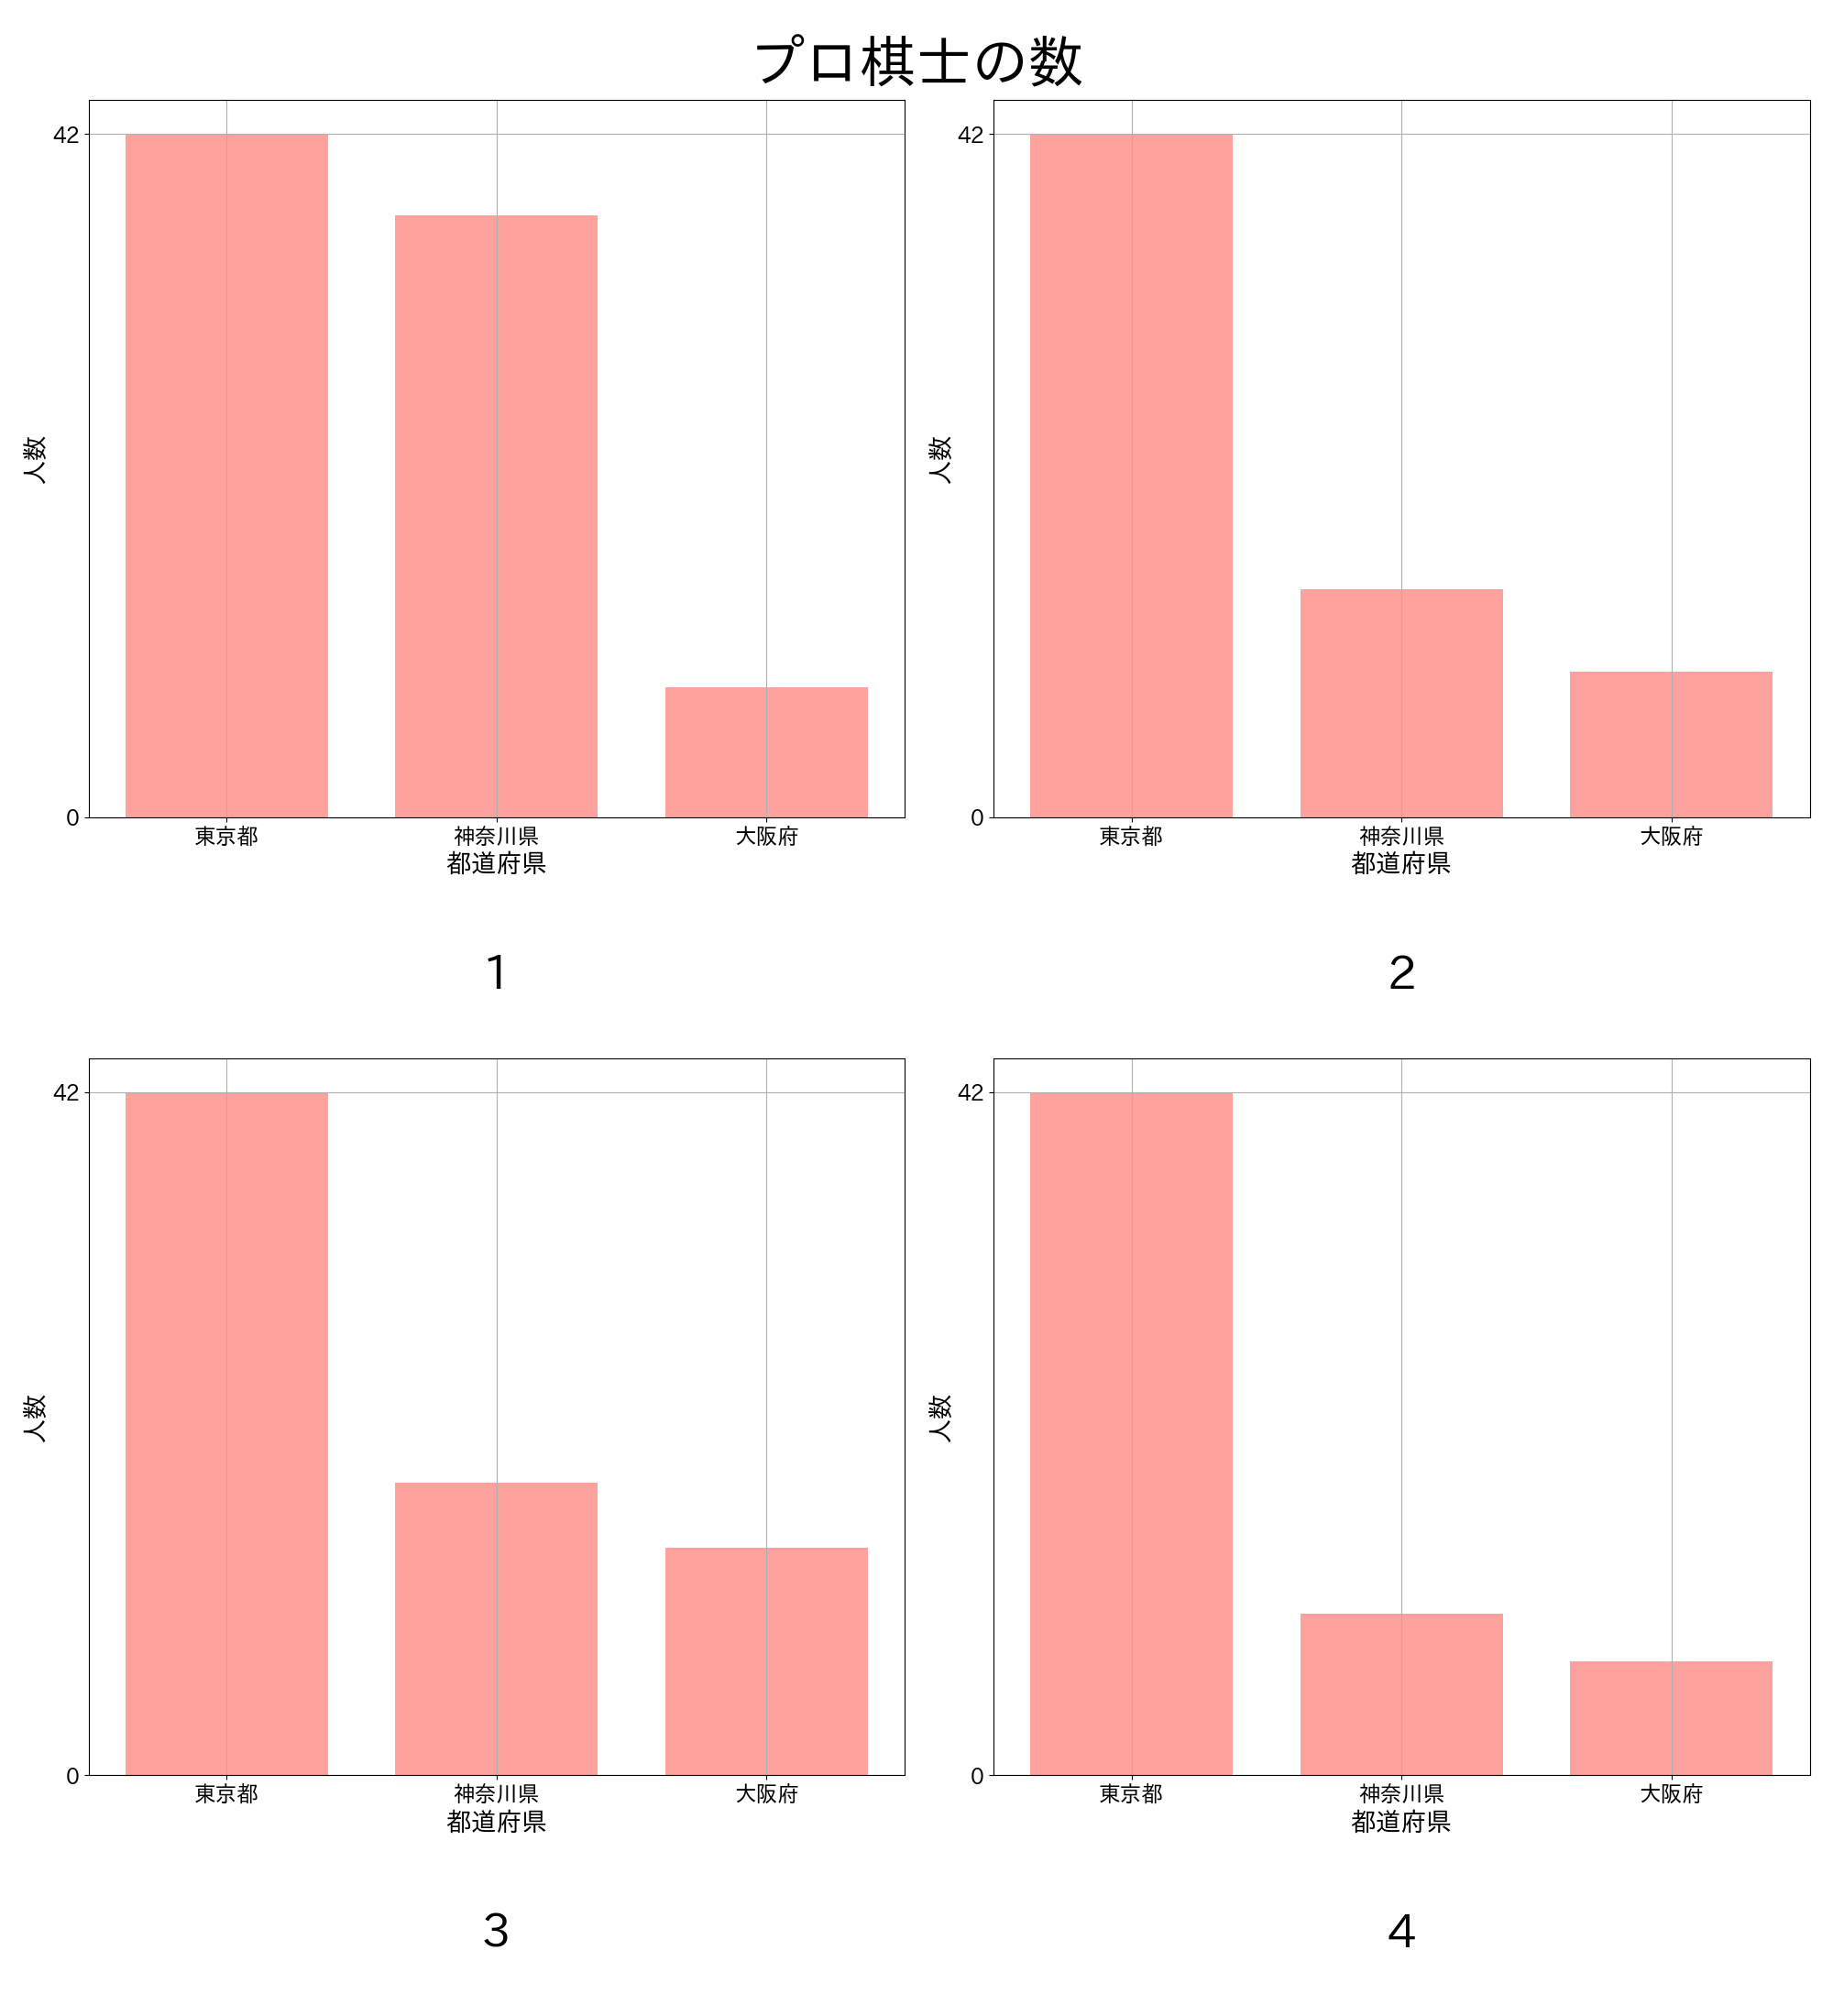 プロ棋士の数
42
0
人数
東京都 神奈川県 大阪府
都道府県
1
42
0
人数
東京都 神奈川県 大阪府
都道府県
2
42
0
人数
東京都 神奈川県 大阪府
都道府県
3
42
0
人数
東京都 神奈川県 大阪府
都道府県
4